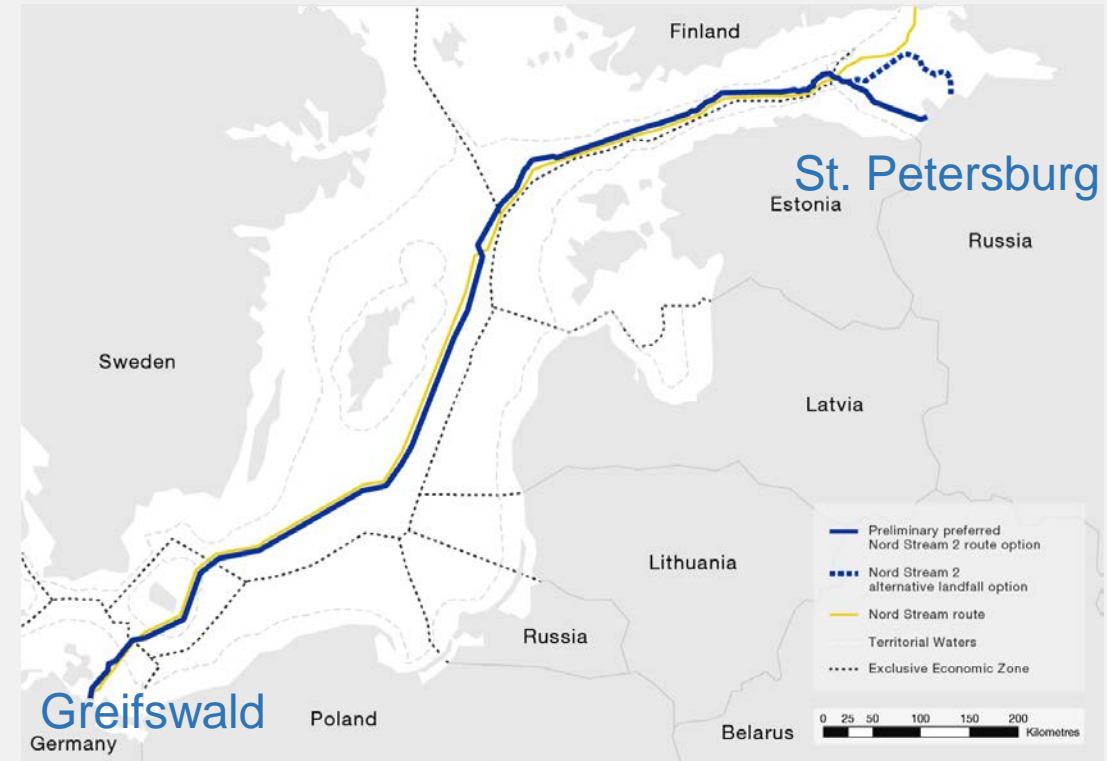 Finland
St. Petersburg
Estonia
Russia
Sweden
Latvia
Lithuania
Russia
Greifswald
Poland
Germany
Belarus
Preliminary preferred
Nord Stream 2 route option
Nord Stream 2
alternative landfall option
Nord Stream route
Territorial Waters
Exclusive Economic Zone
0 25 50 100 150 200
Kilometres